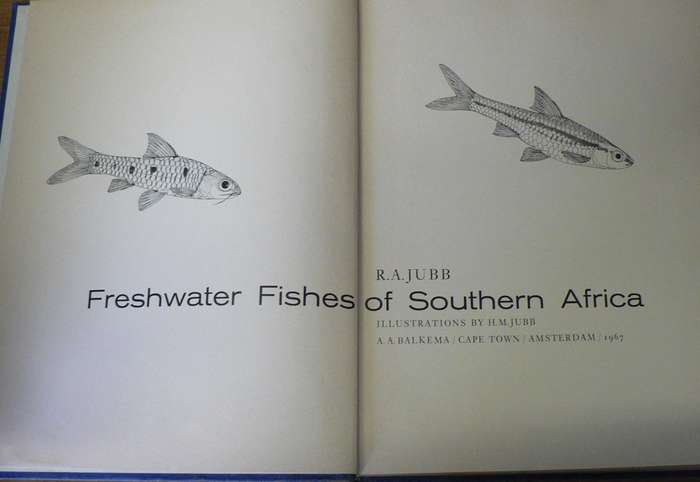 R.A.JUBB
Freshwater Fishes of Southern Africa
ILLUSTRATIONS BY H.M.JUBB
A.A.BALKEMA / CAPE TOWN / AMSTERDAM / 1967